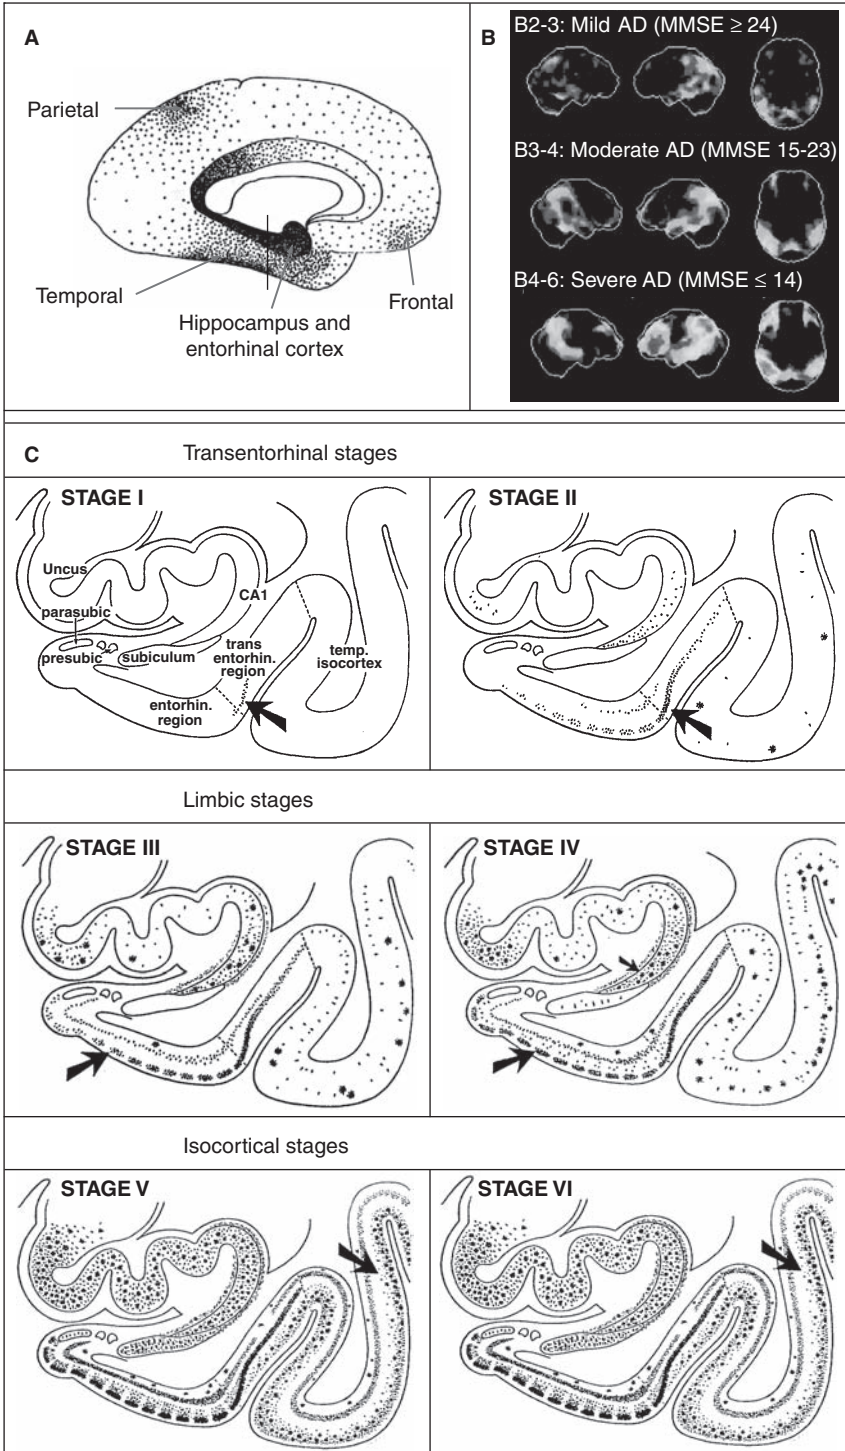 A
Parietal
Temporal
Hippocampus and
entorhinal cortex
Frontal
B
B2-3: Mild AD (MMSE ≥ 24)
B3-4: Moderate AD (MMSE 15-23)
B4-6: Severe AD (MMSE ≤ 14)
C
Transentorhinal stages
STAGE I
Uncus
CA1
parasubic
presubic
subiculum
trans
entorhin.
region
temp.
isocortex
entorhin.
region
STAGE II
Limbic stages
STAGE III
STAGE IV
Isocortical stages
STAGE V
STAGE VI